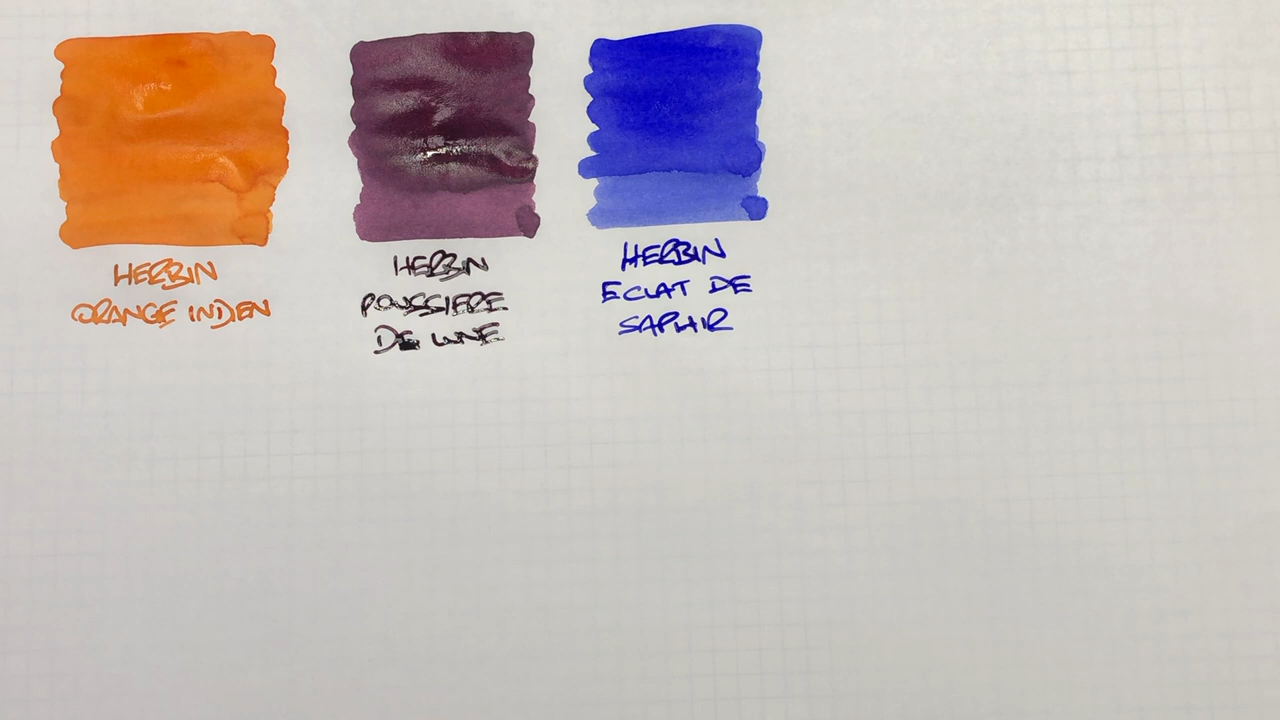 HERBIN
ORANGE INDIEN
HERBIN
POUSSIERE
DE LUNE
HERBIN
ECLAT DE
SAPHIR